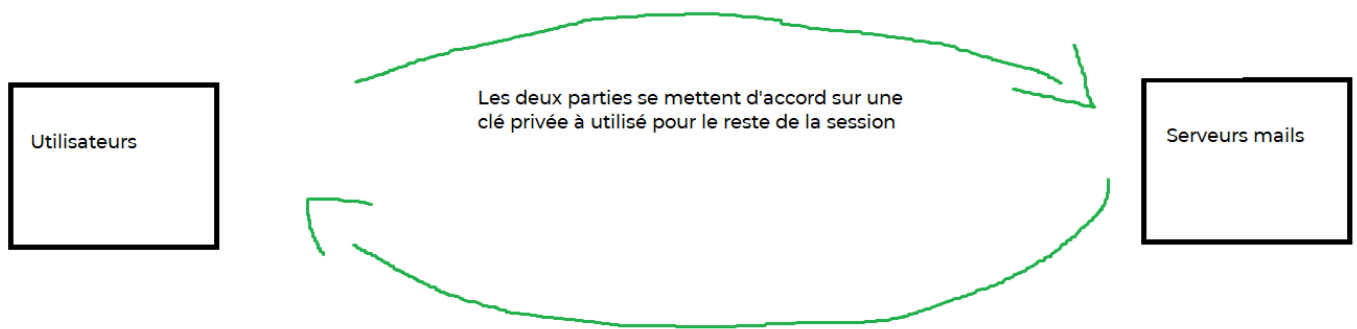 Les deux parties se mettent d'accord sur une
clé privée à utilisé pour le reste de la session
Utilisateurs
Serveurs mails